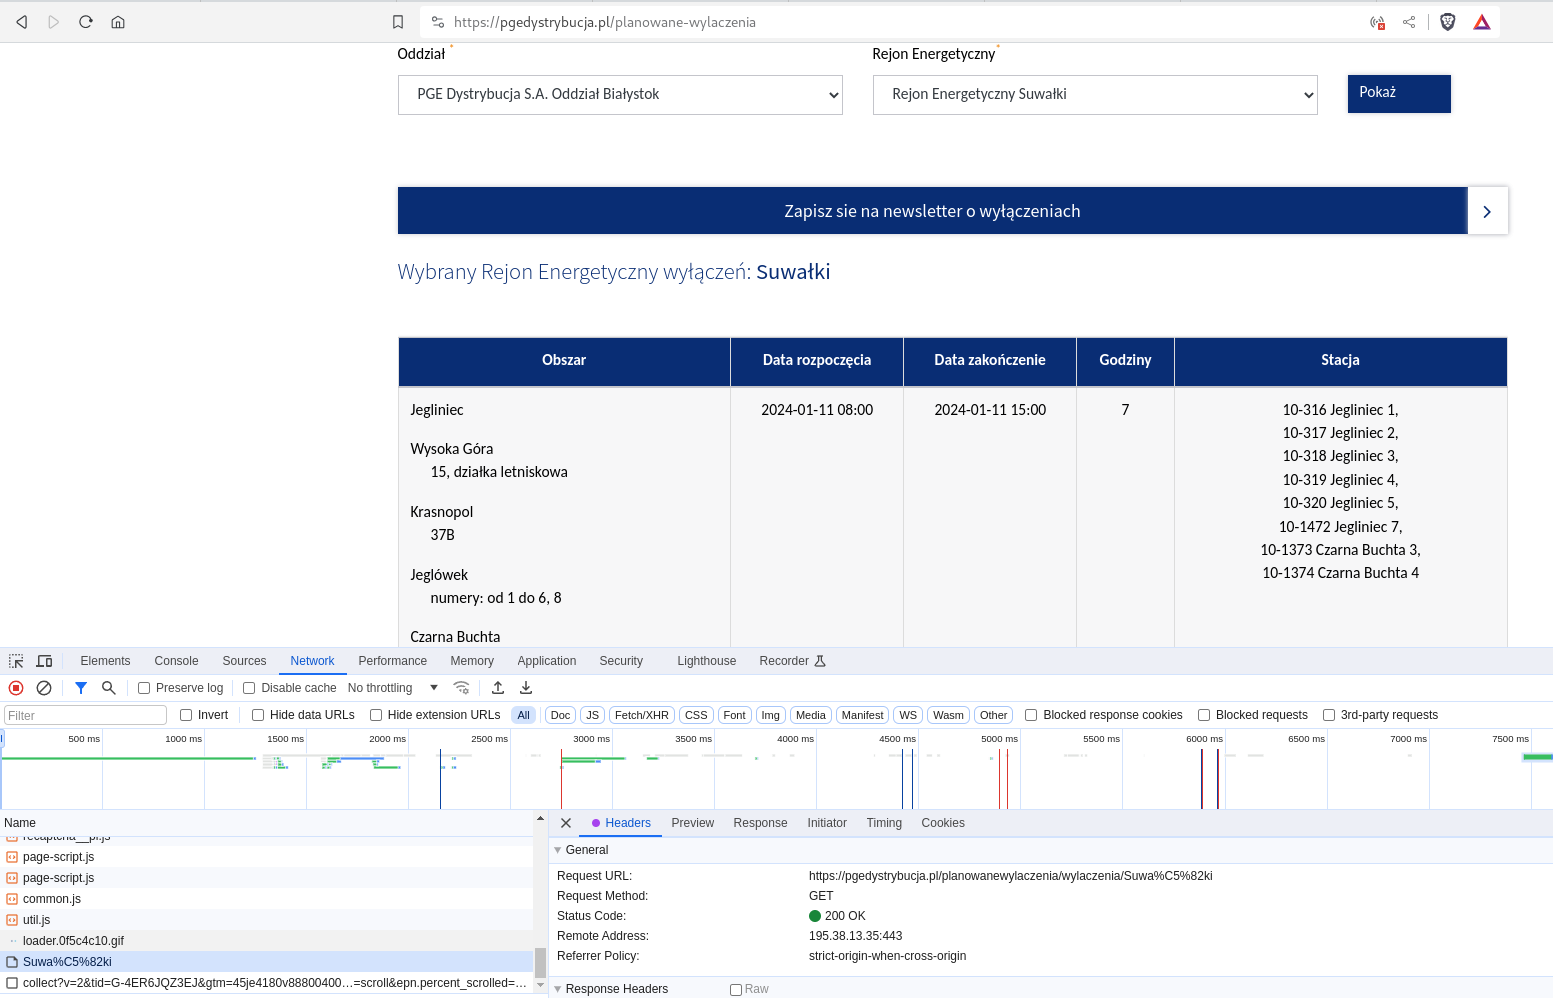 https://pgedystrybucja.pl/planowane-wylaczenia
Oddział * Rejon Energetyczny *
PGE Dystrybucja S.A. Oddział Białystok Rejon Energetyczny Suwałki Pokaż
Zapisz sie na newsletter o wyłączeniach
Wybrany Rejon Energetyczny wyłączeń: Suwałki
Obszar Data rozpoczęcia Data zakończenie Godziny Stacja
Jegliniec 2024-01-11 08:00 2024-01-11 15:00 7 10-316 Jegliniec 1,
10-317 Jegliniec 2,
Wysoka Góra
10-318 Jegliniec 3,
15, działka letniskowa
10-319 Jegliniec 4,
10-320 Jegliniec 5,
Krasnopol
10-1472 Jegliniec 7,
37B
10-1373 Czarna Buchta 3,
Jeglówek 10-1374 Czarna Buchta 4
numery: od 1 do 6, 8
Czarna Buchta
Elements Console Sources Network Performance Memory Application Security Lighthouse Recorder
Preserve log Disable cache No throttling
Filter Invert Hide data URLs Hide extension URLs All Doc JS Fetch/XHR CSS Font Img Media Manifest WS Wasm Other Blocked response cookies Blocked requests 3rd-party requests
500 ms 1000 ms 1500 ms 2000 ms 2500 ms 3000 ms 3500 ms 4000 ms 4500 ms 5000 ms 5500 ms 6000 ms 6500 ms 7000 ms 7500 ms
Name Headers Preview Response Initiator Timing Cookies
recaptcha__pl.js
page-script.js
page-script.js
common.js
util.js
loader.0f5c4c10.gif
Suwa%C5%82ki
collect?v=2&tid=G-4ER6JQZ3EJ&gtm=45je4180v88800400…=scroll&epn.percent_scrolled=…
General
Request URL: https://pgedystrybucja.pl/planowanewylaczenia/wylaczenia/Suwa%C5%82ki
Request Method: GET
Status Code: 200 OK
Remote Address: 195.38.13.35:443
Referrer Policy: strict-origin-when-cross-origin
Response Headers Raw